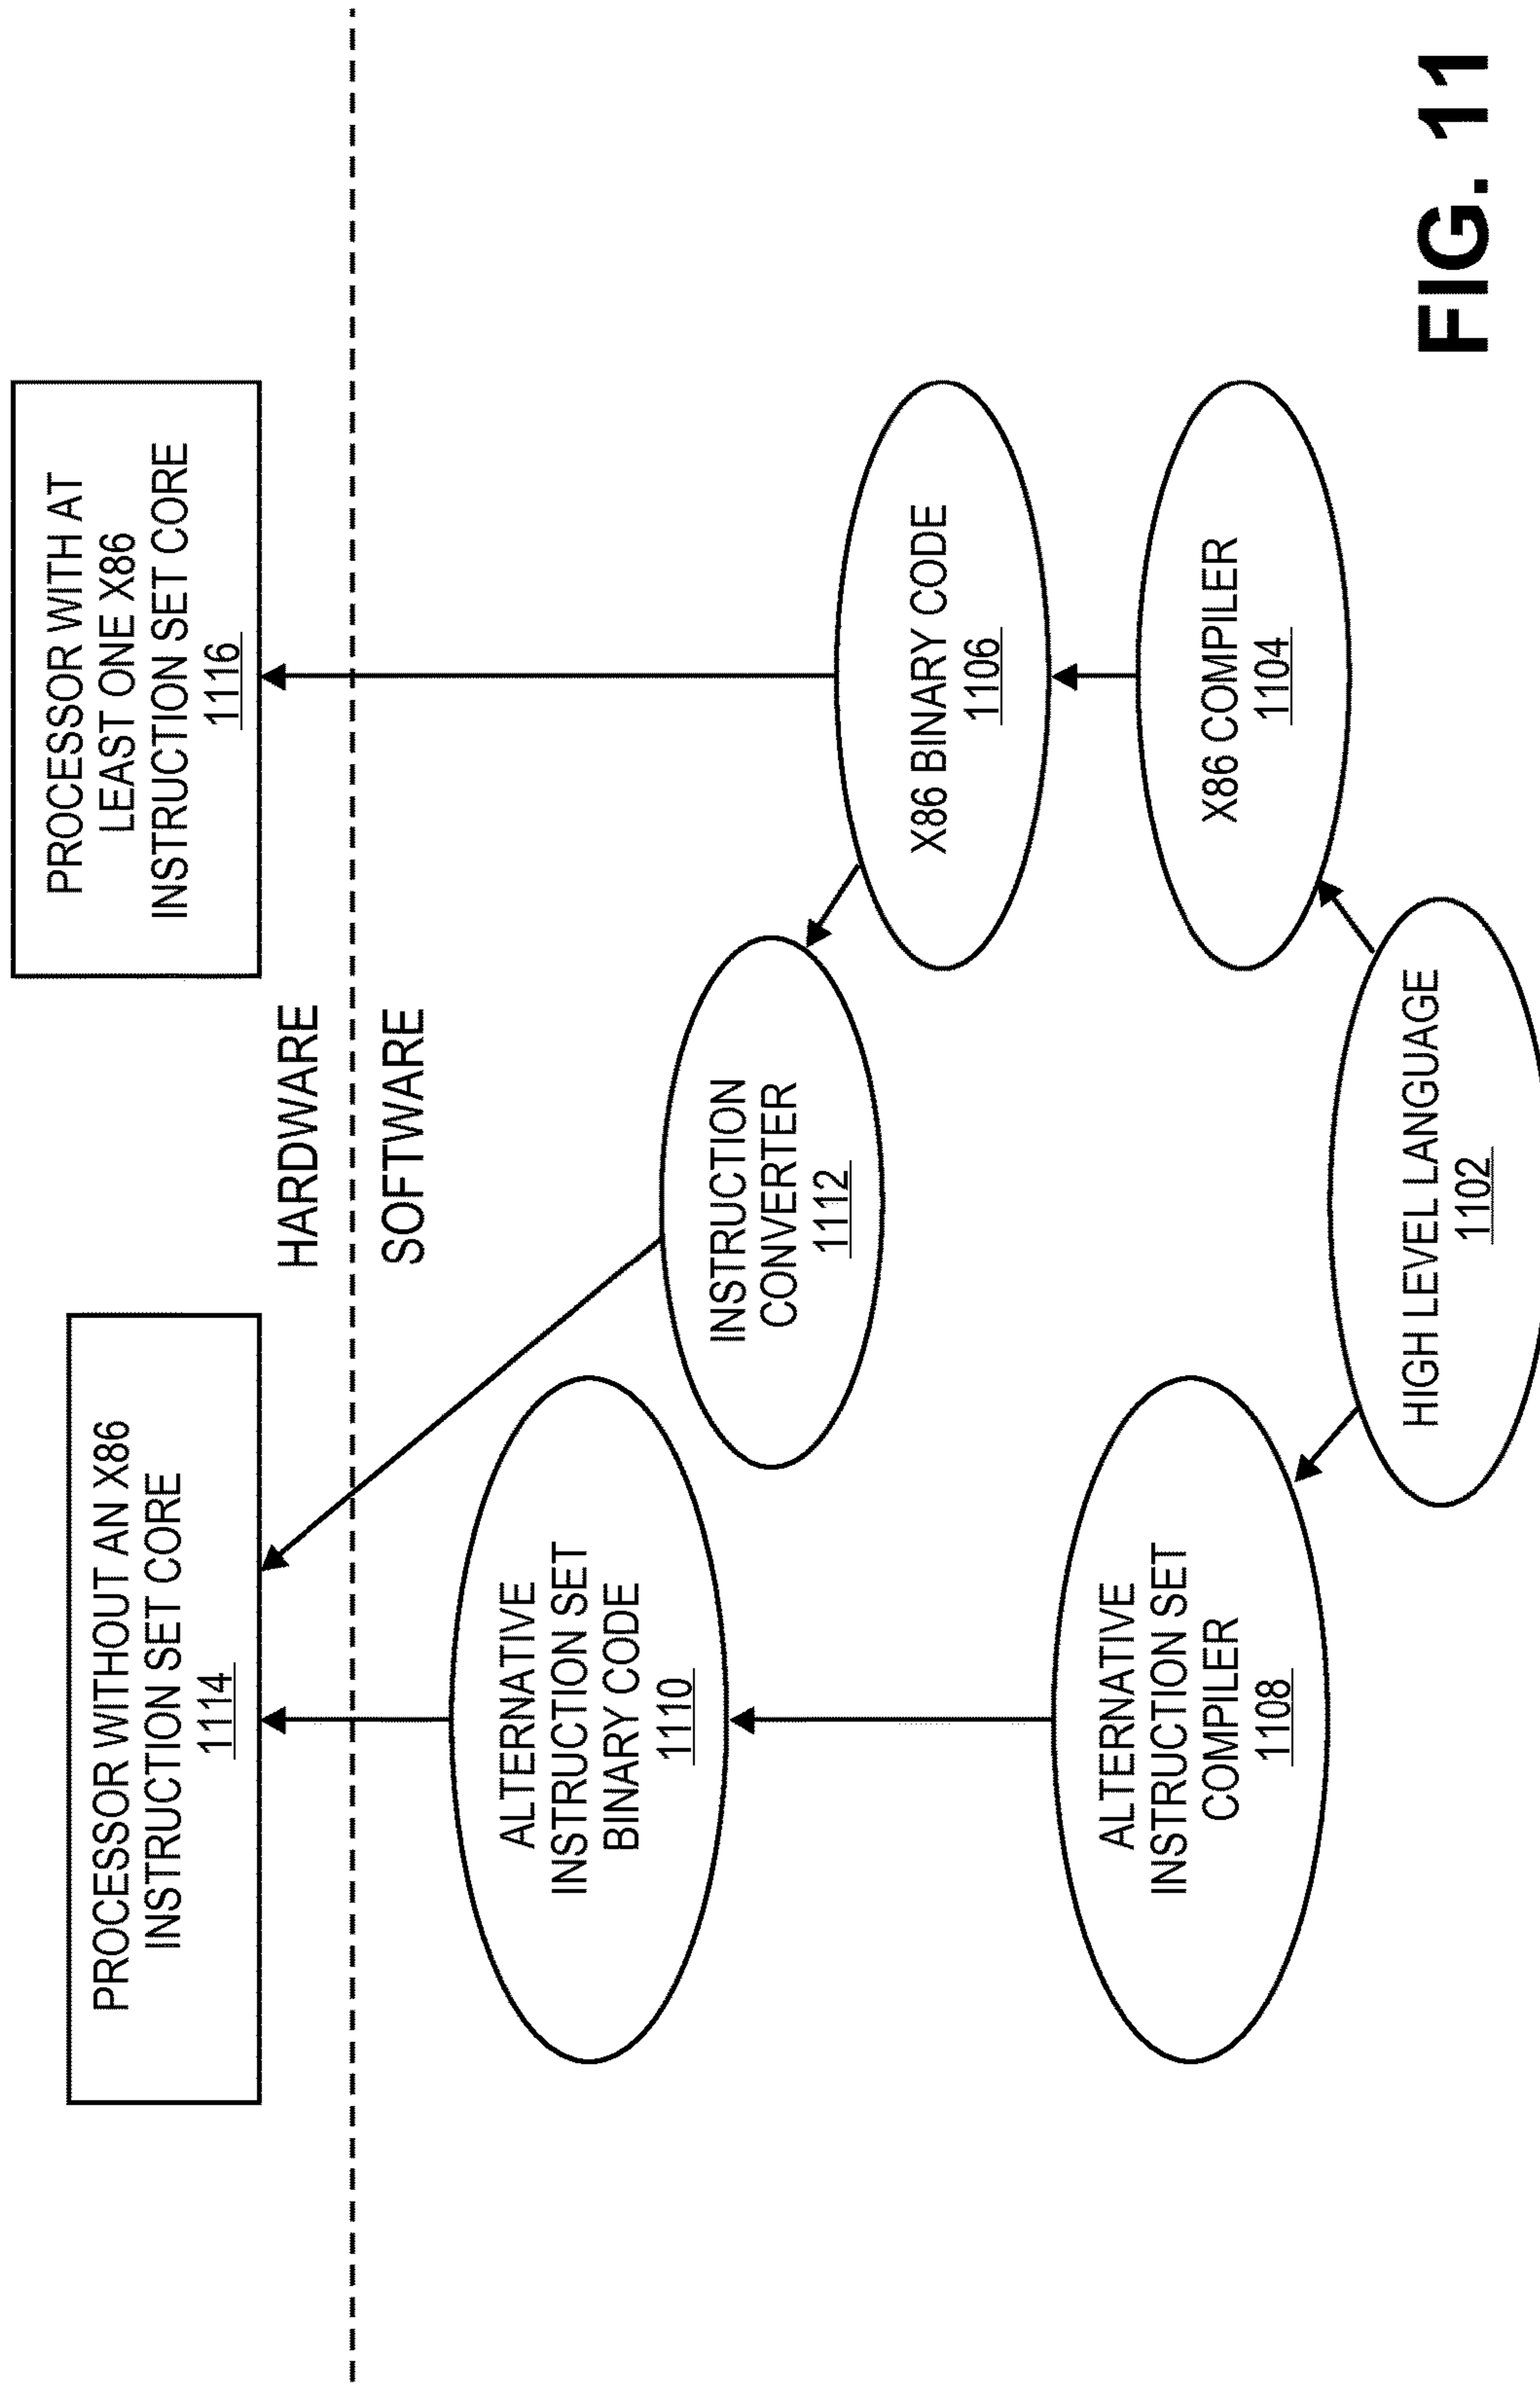 PROCESSOR WITHOUT AN X86
INSTRUCTION SET CORE
1114
PROCESSOR WITH AT
LEAST ONE X86
INSTRUCTION SET CORE
1116
HARDWARE
SOFTWARE
ALTERNATIVE
INSTRUCTION SET
BINARY CODE
1110
INSTRUCTION
CONVERTER
1112
X86 BINARY CODE
1106
ALTERNATIVE
INSTRUCTION SET
COMPILER
1108
X86 COMPILER
1104
HIGH LEVEL LANGUAGE
1102
FIG. 11